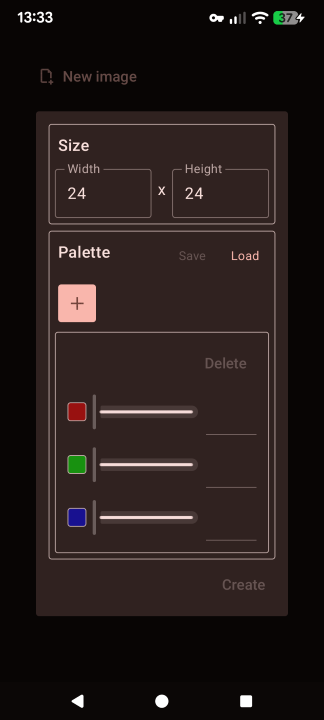 13:33
37
New image
Size
Width
Height
24
x
24
Palette
Save
Load
+
Delete
Create